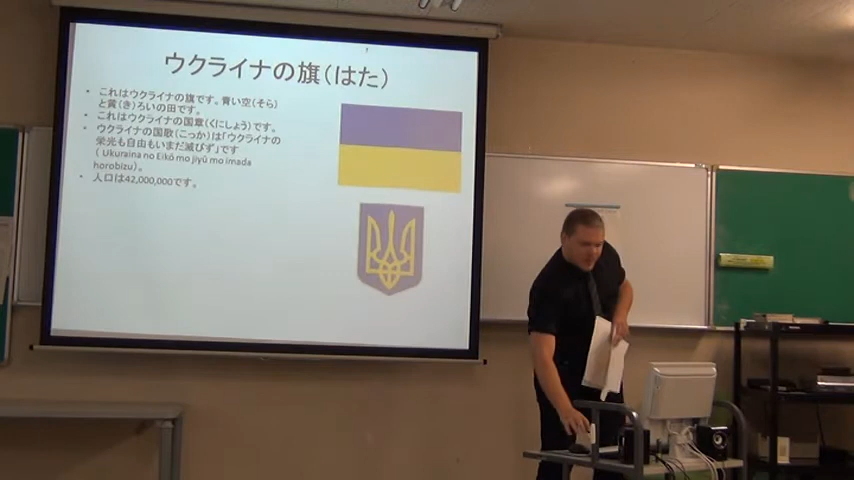 ウクライナの旗(はた)
• これはウクライナの旗です。青い空(そら)
と黄(き)ろいの田です。
• これはウクライナの国章(くにしょう)です。
• ウクライナの国歌(こっか)は「ウクライナの
栄光も自由もいまだ滅びず」です
( Ukuraina no Eikō mo jiyū mo imada
horobizu)。
• 人口は42,000,000です。